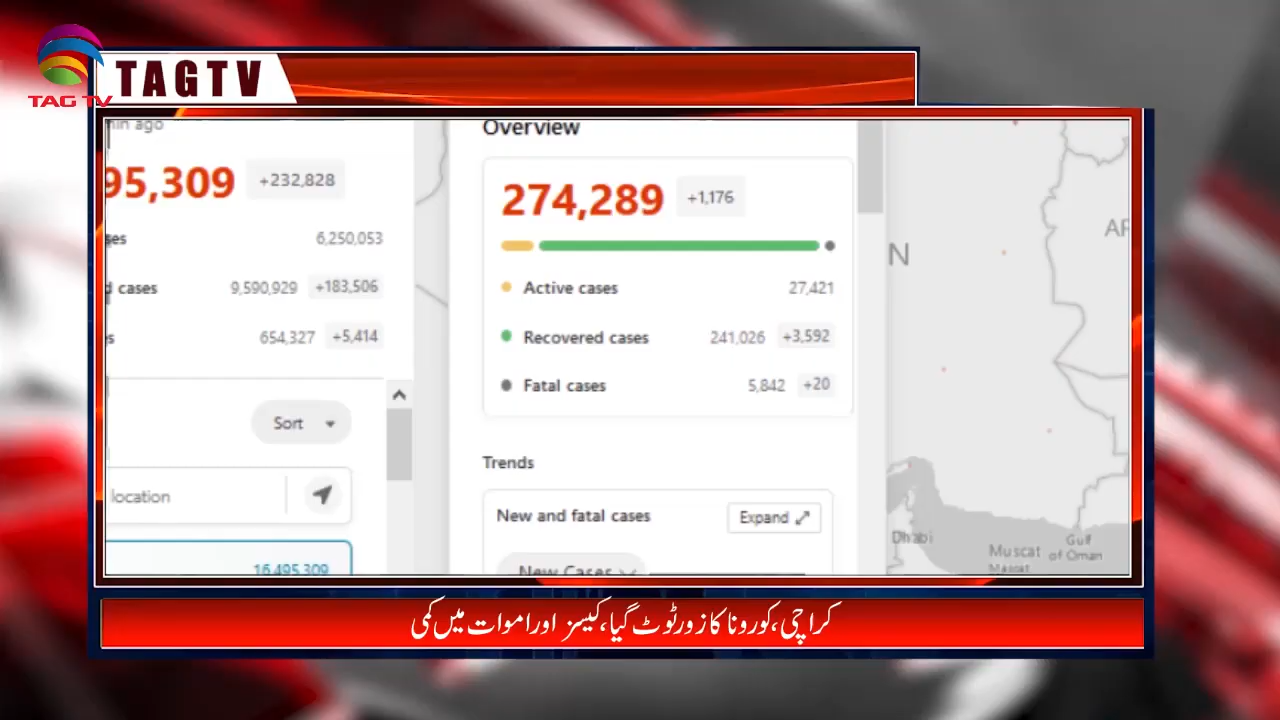 TAGTV
TAG TV
min ago
95,309 +232,828
6,250,053
cases 9,590,929 +183,506
654,327 +5,414
Sort
location
16,495,309
Overview
274,289 +1,176
Active cases 27,421
Recovered cases 241,026 +3,592
Fatal cases 5,842 +20
Trends
New and fatal cases Expand
New Cases
N
AF
Dhabi
Muscat
Gulf
of Oman
کراچی،کورونا کا زور ٹوٹ گیا، کیسز اور اموات میں کمی